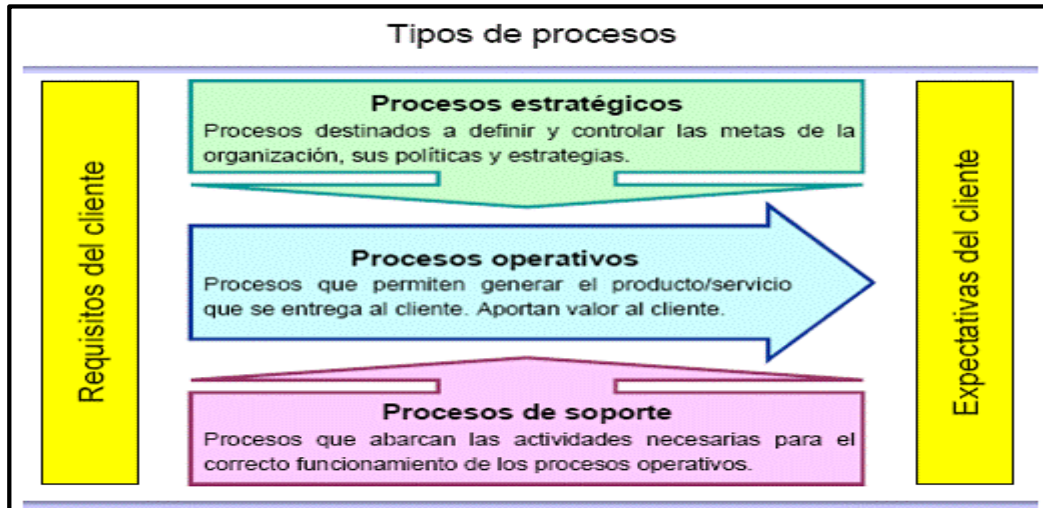 Tipos de procesos
Requisitos del cliente
Procesos estratégicos
Procesos destinados a definir y controlar las metas de la
organización, sus políticas y estrategias.
Procesos operativos
Procesos que permiten generar el producto/servicio
que se entrega al cliente. Aportan valor al cliente.
Procesos de soporte
Procesos que abarcan las actividades necesarias para el
correcto funcionamiento de los procesos operativos.
Expectativas del cliente